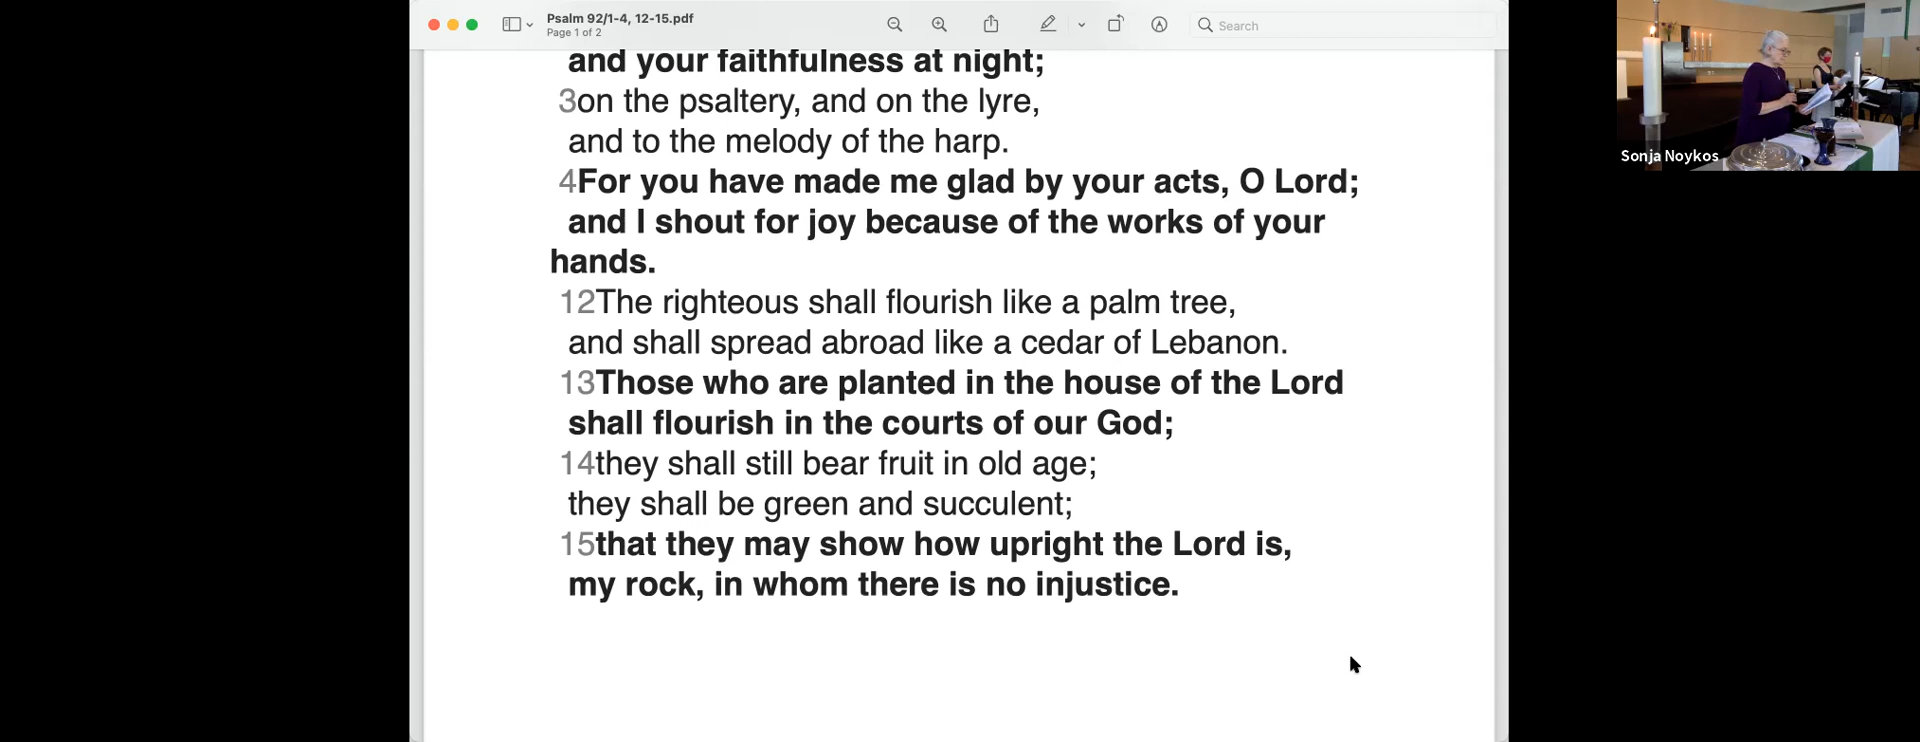 Psalm 92/1-4, 12-15.pdf
Page 1 of 2
Search
and your faithfulness at night;
3on the psaltery, and on the lyre,
and to the melody of the harp.
4For you have made me glad by your acts, O Lord;
and I shout for joy because of the works of your
hands.
12The righteous shall flourish like a palm tree,
and shall spread abroad like a cedar of Lebanon.
13Those who are planted in the house of the Lord
shall flourish in the courts of our God;
14they shall still bear fruit in old age;
they shall be green and succulent;
15that they may show how upright the Lord is,
my rock, in whom there is no injustice.
Sonja Noykos